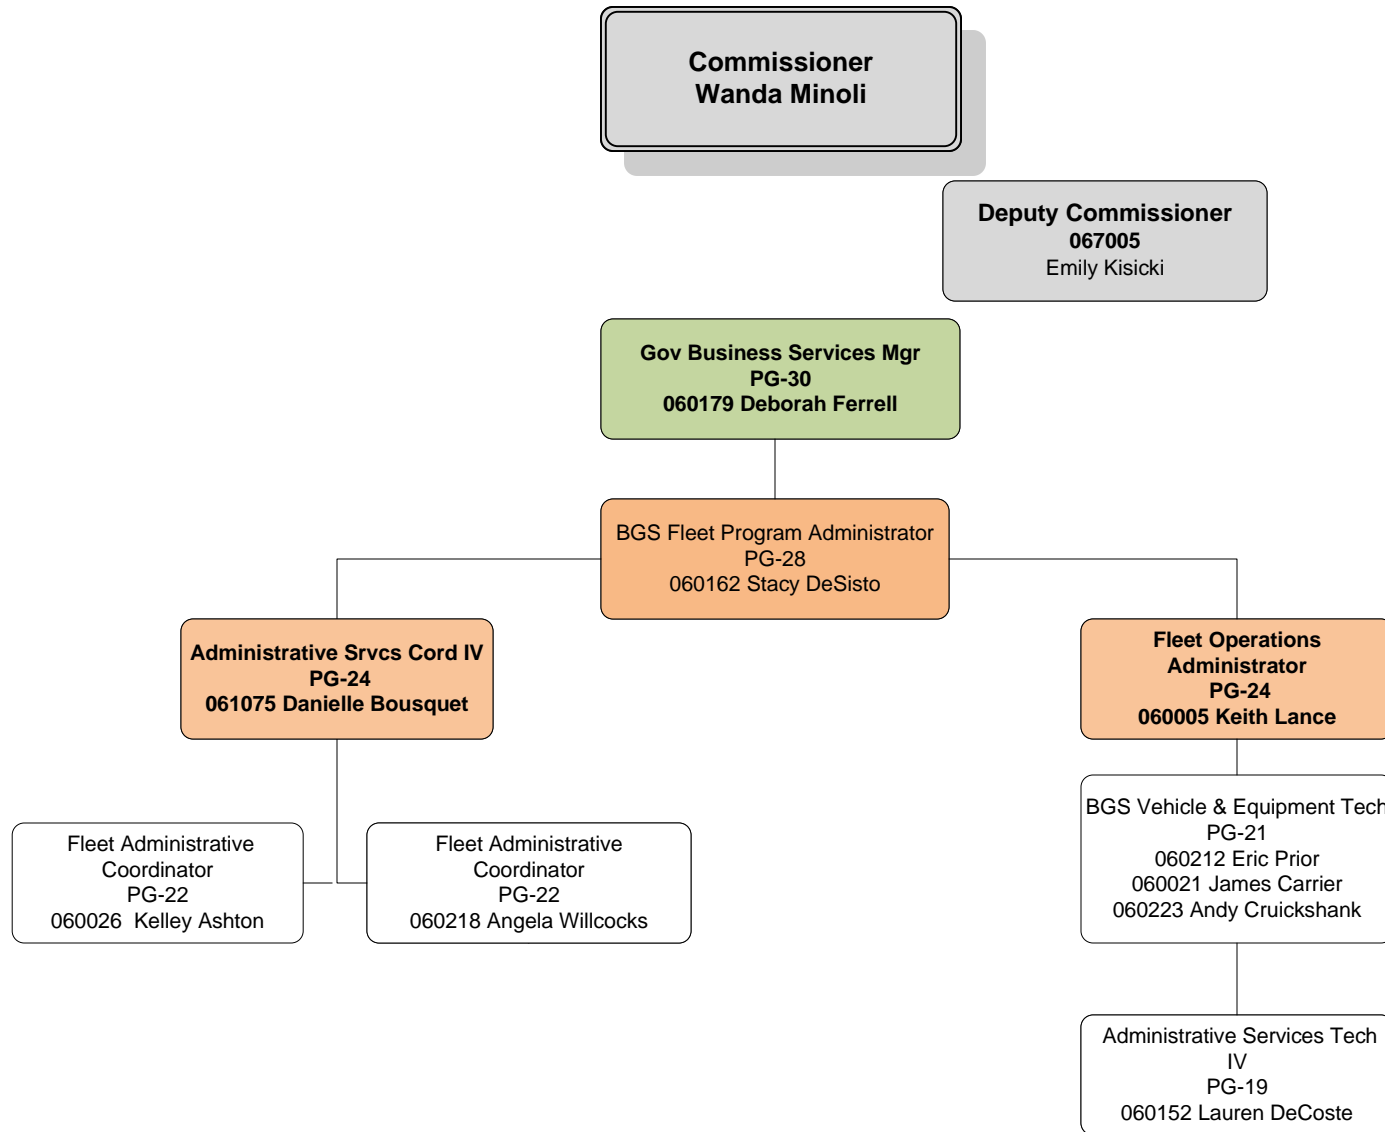 Commissioner
Wanda Minoli
Deputy Commissioner
067005
Emily Kisicki
Gov Business Services Mgr
PG-30
060179 Deborah Ferrell
BGS Fleet Program Administrator
PG-28
060162 Stacy DeSisto
Administrative Srvcs Cord IV
PG-24
061075 Danielle Bousquet
Fleet Operations
Administrator
PG-24
060005 Keith Lance
Fleet Administrative
Coordinator
PG-22
060026  Kelley Ashton
Fleet Administrative
Coordinator
PG-22
060218 Angela Willcocks
BGS Vehicle & Equipment Tech
PG-21
060212 Eric Prior
060021 James Carrier
060223 Andy Cruickshank
Administrative Services Tech
IV
PG-19
060152 Lauren DeCoste